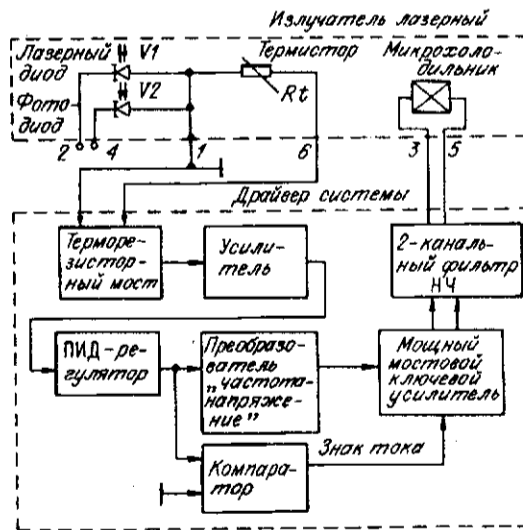 Излучатель лазерный
Лазерный
диод
V1
Термистор
Микрохоло-
дильник
Фото-
диод
V2
Rt
2 4 1 6 3 5
Драйвер системы
Терморе-
зистор-
ный мост
Усили-
тель
2-каналь-
ный фильтр
НЧ
ПИД-ре-
гулятор
Преобразо-
ватель
„частота-
напряже-
ние”
Мощный
мостовой
ключевой
усилитель
Знак тока
Компара-
тор